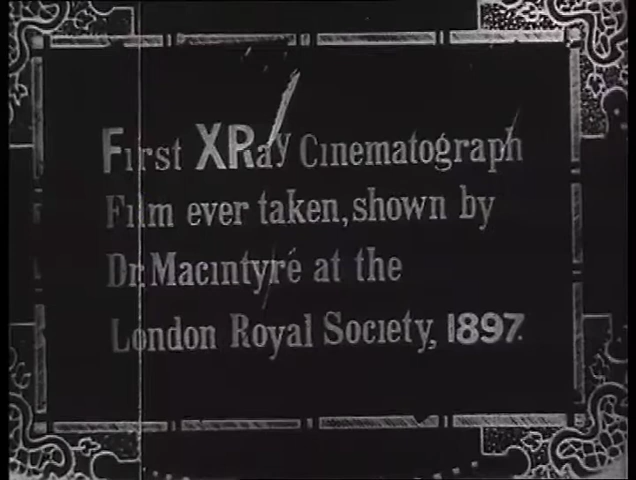 First XRay Cinematograph
Film ever taken, shown by
Dr. Macintyre at the
London Royal Society, 1897.